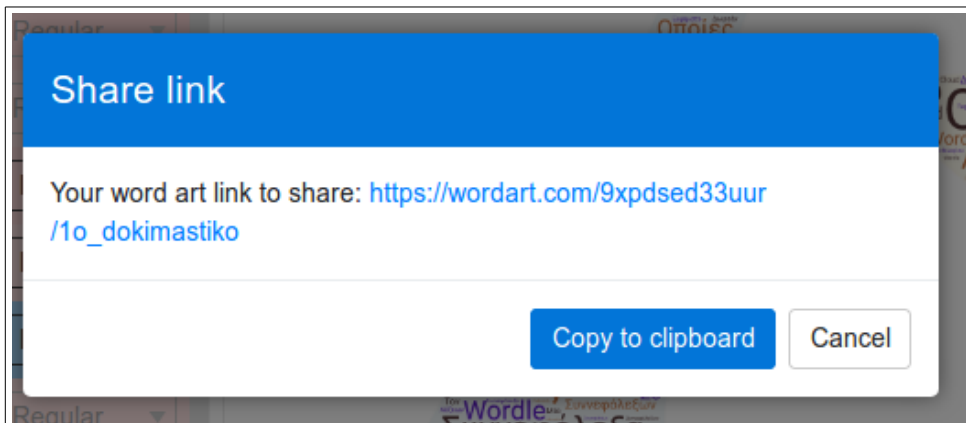 Regular
Οποίες
Share link
Your word art link to share: https://wordart.com/9xpdsed33uur
/1o_dokimastiko
Copy to clipboard
Cancel
Regular
Wordle
Συννεφόλεξων